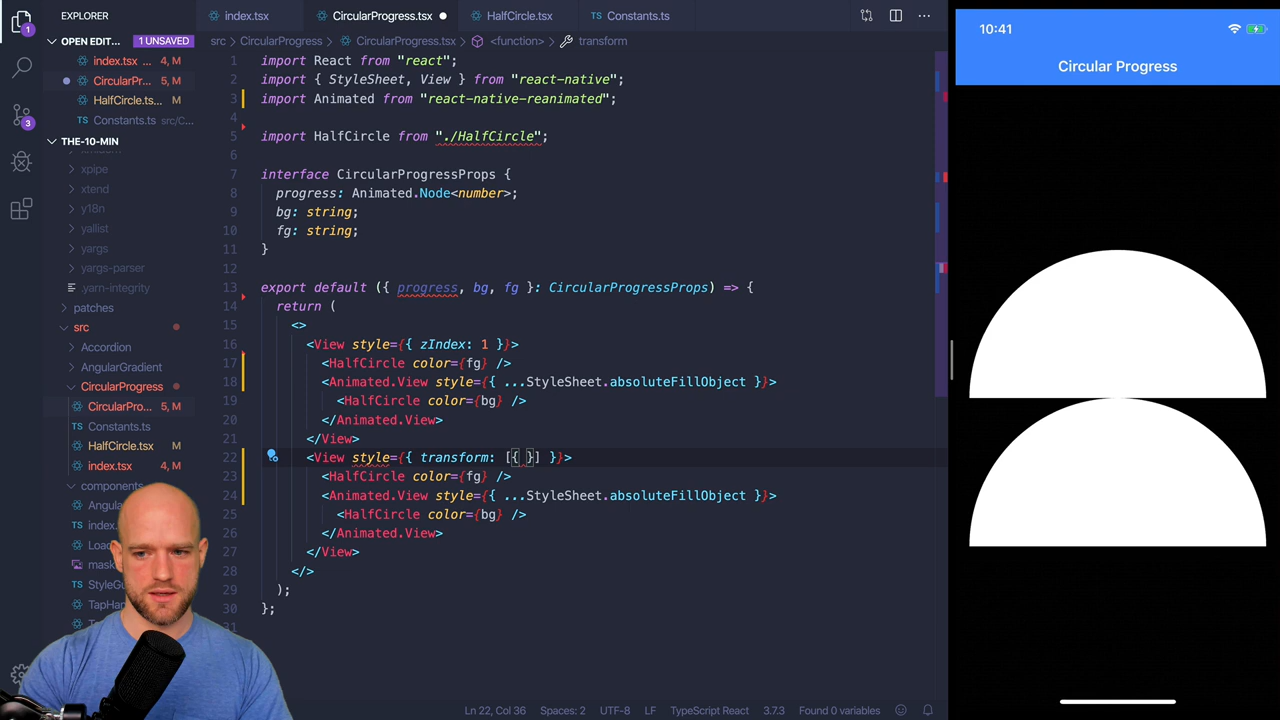 EXPLORER
OPEN EDIT... 1 UNSAVED
index.tsx 4, M
CircularPr... 5, M
HalfCircle.ts... M
Constants.ts src/C...
THE-10-MIN
xpipe
xtend
y18n
yallist
yargs
yargs-parser
.yarn-integrity
patches
src
Accordion
AngularGradient
CircularProgress
CircularPro... 5, M
Constants.ts
HalfCircle.tsx M
index.tsx 4, M
components
Angu
index.t
Loa
mask
StyleGu
TapHan
index.tsx
CircularProgress.tsx
HalfCircle.tsx
TS Constants.ts
src > CircularProgress > CircularProgress.tsx > <function> > transform
1 import React from "react";
2 import { StyleSheet, View } from "react-native";
3 import Animated from "react-native-reanimated";
4
5 import HalfCircle from "./HalfCircle";
6
7 interface CircularProgressProps {
8 progress: Animated.Node<number>;
9 bg: string;
10 fg: string;
11 }
12
13 export default ({ progress, bg, fg }: CircularProgressProps) => {
14 return (
15 <>
16 <View style={{ zIndex: 1 }}>
17 <HalfCircle color={fg} />
18 <Animated.View style={{ ...StyleSheet.absoluteFillObject }}>
19 <HalfCircle color={bg} />
20 </Animated.View>
21 </View>
22 <View style={{ transform: [{ }] }}>
23 <HalfCircle color={fg} />
24 <Animated.View style={{ ...StyleSheet.absoluteFillObject }}>
25 <HalfCircle color={bg} />
26 </Animated.View>
27 </View>
28 </>
29 );
30 };
31
Ln 22, Col 36 Spaces: 2 UTF-8 LF TypeScript React 3.7.3 Found 0 variables
10:41
Circular Progress